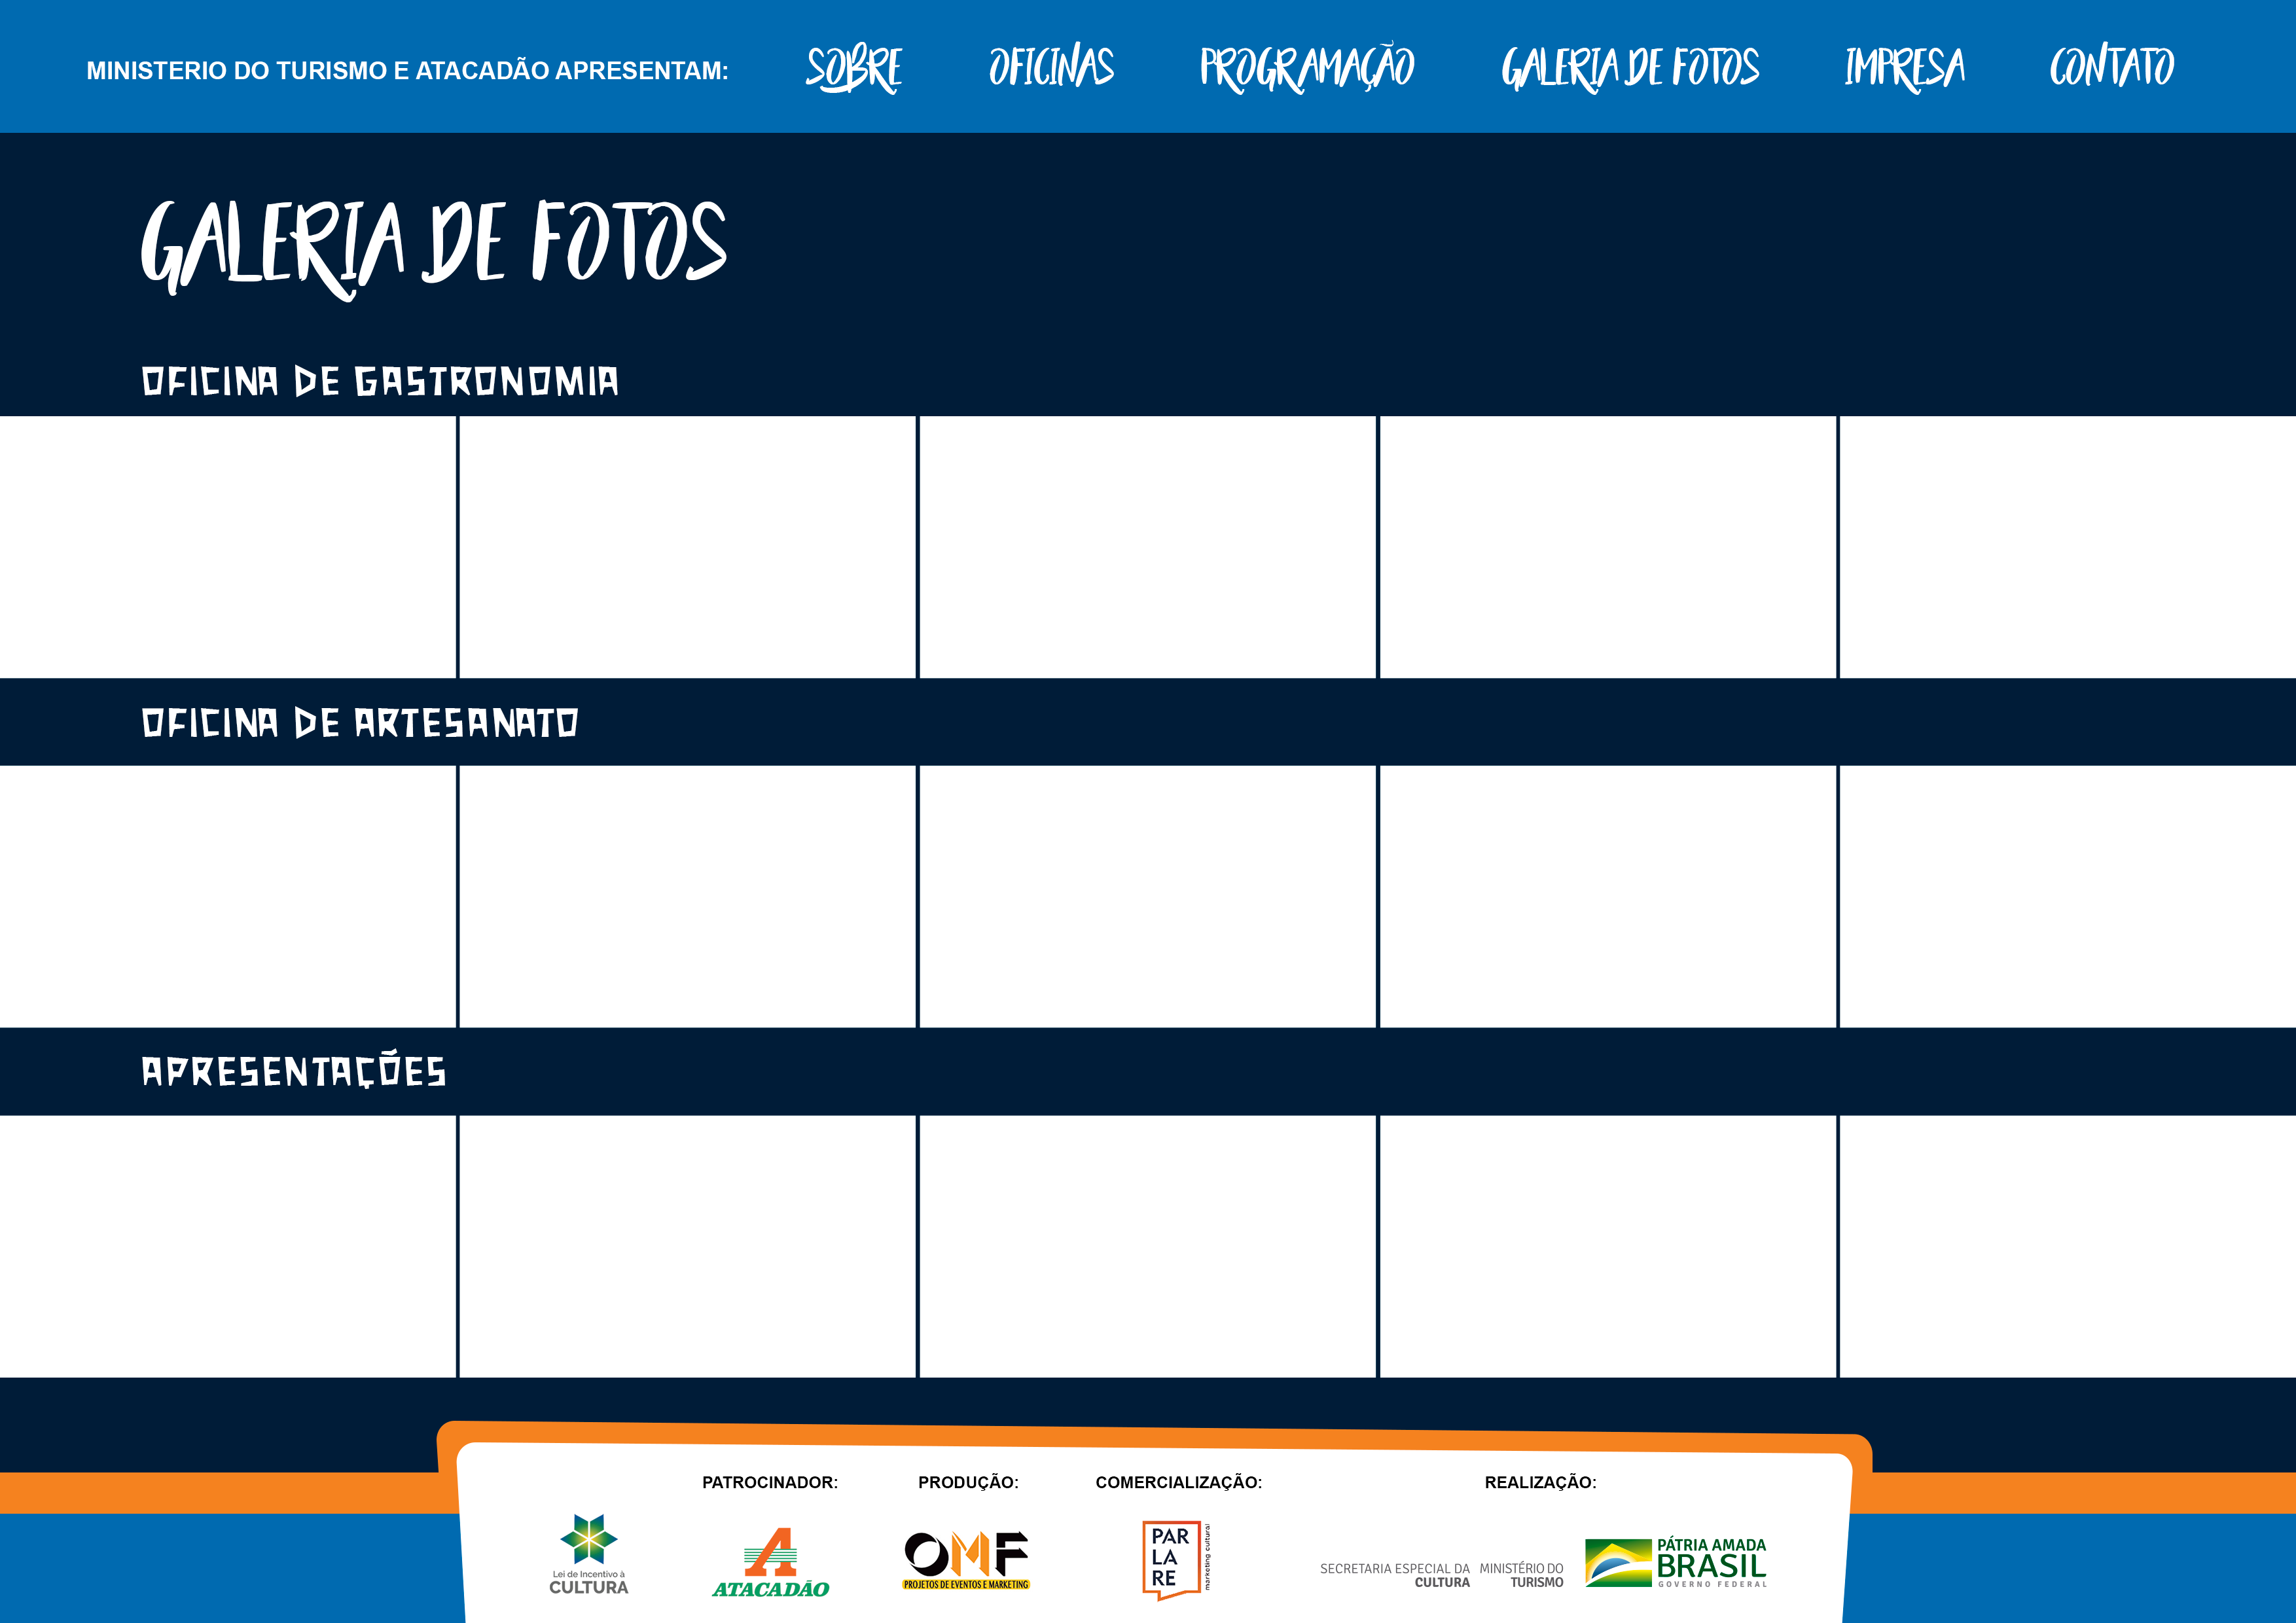 MINISTERIO DO TURISMO E ATACADÃO APRESENTAM:
SOBRE
OFICINAS
PROGRAMAÇÃO
GALERIA DE FOTOS
IMPRESA
CONTATO
GALERIA DE FOTOS
OFICINA DE GASTRONOMIA
OFICINA DE ARTESANATO
APRESENTAÇÕES
Lei de Incentivo à
CULTURA
PATROCINADOR:
A
ATACADÃO
PRODUÇÃO:
OMF
PROJETOS DE EVENTOS E MARKETING
COMERCIALIZAÇÃO:
PAR
LA
RE
marketing cultural
REALIZAÇÃO:
SECRETARIA ESPECIAL DA
CULTURA
MINISTÉRIO DO
TURISMO
PÁTRIA AMADA
BRASIL
GOVERNO FEDERAL